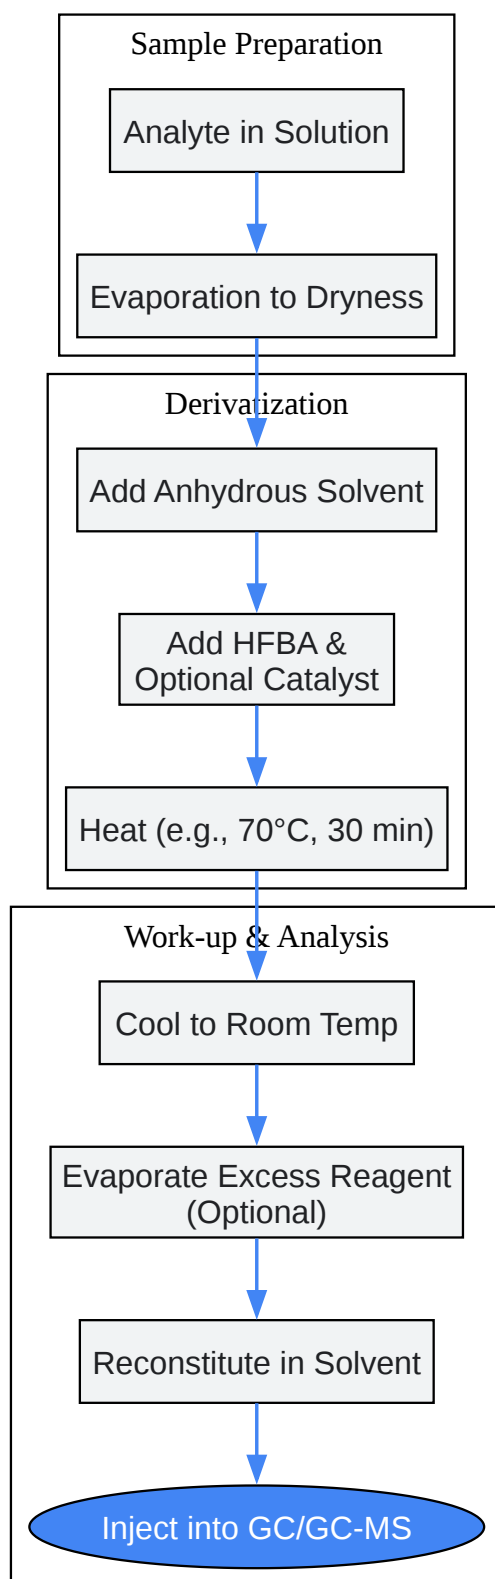 Sample Preparation
Analyte in Solution
Evaporation to Dryness
Derivatization
Add Anhydrous Solvent
Add HFBA &
Optional Catalyst
Heat (e.g., 70°C, 30 min)
Work-up & Analysis
Cool to Room Temp
Evaporate Excess Reagent
(Optional)
Reconstitute in Solvent
Inject into GC/GC-MS